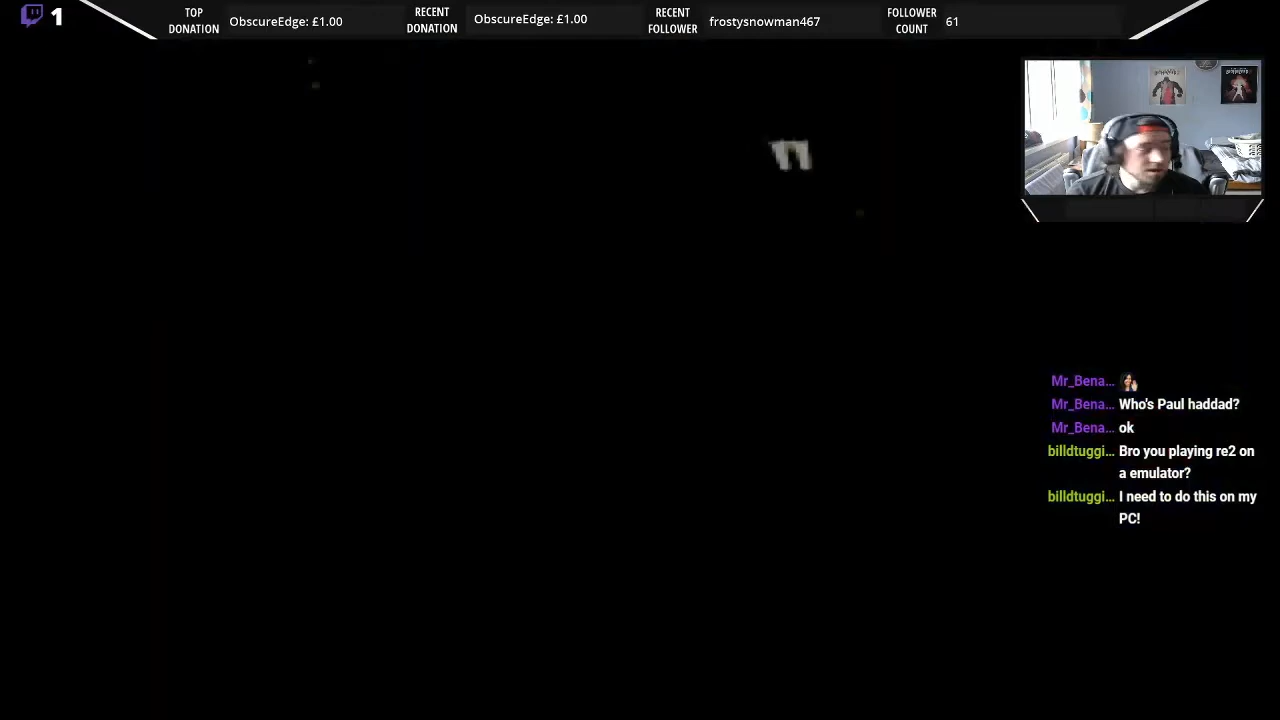 1
TOP
DONATION
ObscureEdge: £1.00
RECENT
DONATION
ObscureEdge: £1.00
RECENT
FOLLOWER
frostysnowman467
FOLLOWER
COUNT
61
Mr_Bena...
Mr_Bena... Who's Paul haddad?
Mr_Bena... ok
billdtuggi... Bro you playing re2 on
a emulator?
billdtuggi... I need to do this on my
PC!